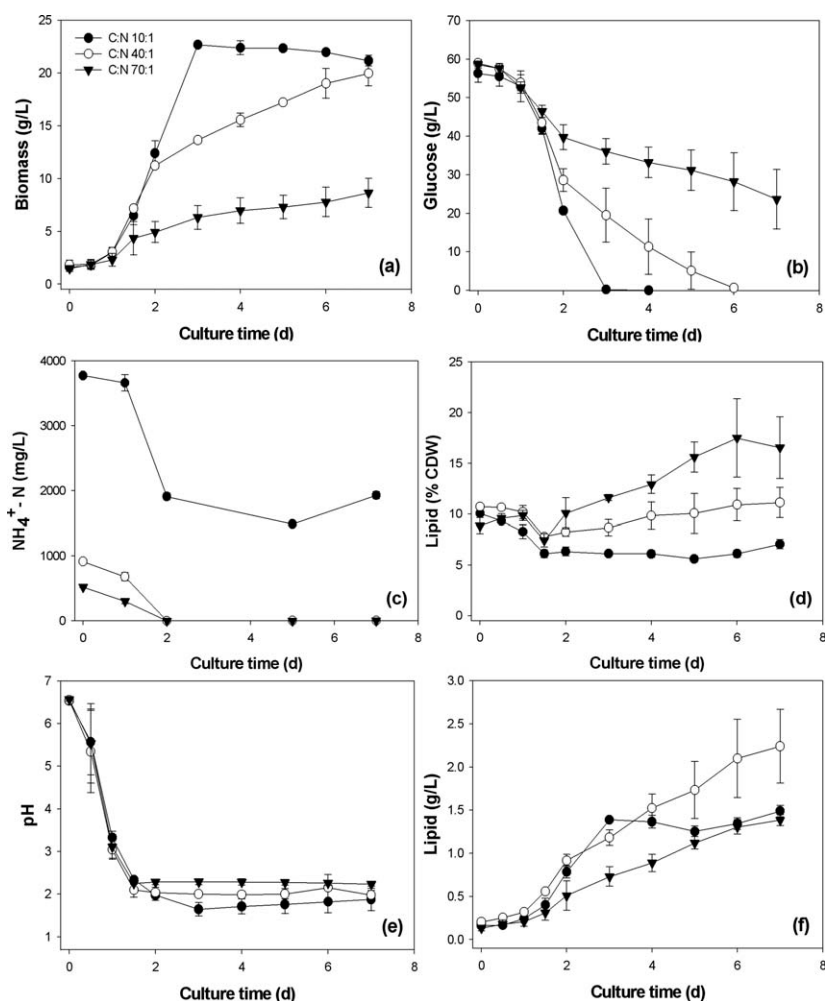 C:N 10:1
C:N 40:1
C:N 70:1
Biomass (g/L)
25
20
15
10
5
0
0 2 4 6 8
Culture time (d)
(a)
Glucose (g/L)
70
60
50
40
30
20
10
0
0 2 4 6 8
Culture time (d)
(b)
NH4+ - N (mg/L)
4000
3000
2000
1000
0
0 2 4 6 8
Culture time (d)
(c)
Lipid (% CDW)
25
20
15
10
5
0
0 2 4 6 8
Culture time (d)
(d)
pH
7
6
5
4
3
2
1
0 2 4 6 8
Culture time (d)
(e)
Lipid (g/L)
3.0
2.5
2.0
1.5
1.0
0.5
0.0
0 2 4 6 8
Culture time (d)
(f)